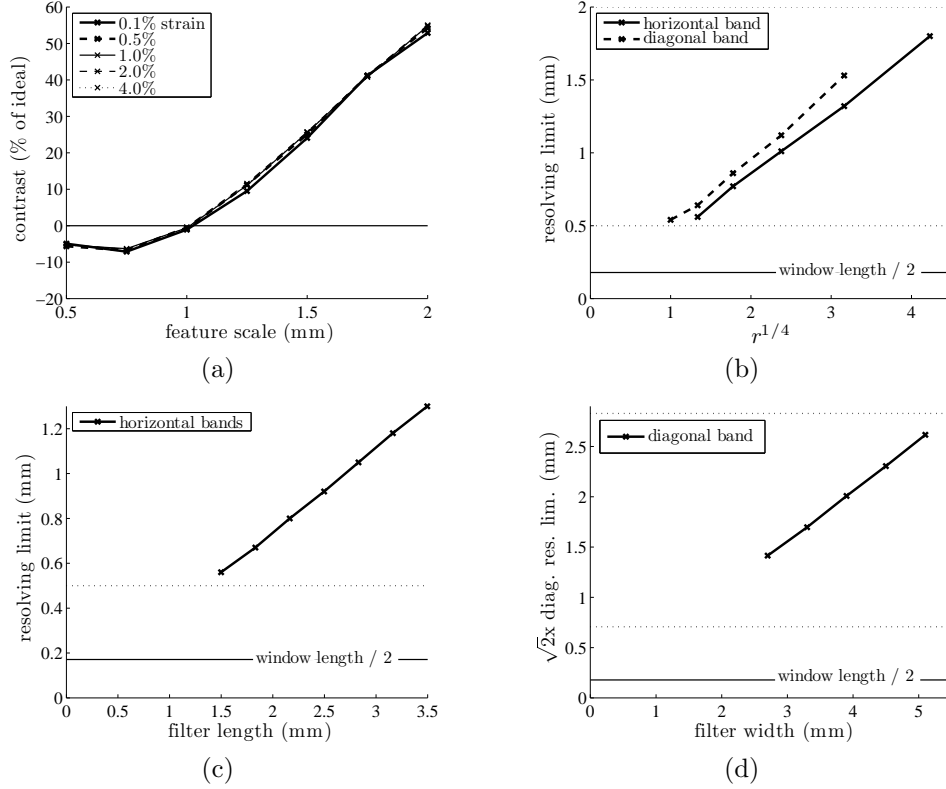 60
50
40
30
20
10
0
−10
−20
contrast (% of ideal)
0.1% strain
0.5%
1.0%
2.0%
4.0%
0.5 1 1.5 2
feature scale (mm)
(a)
2
1.5
1
0.5
0
resolving limit (mm)
horizontal band
diagonal band
window length / 2
0 1 2 3 4
r^{1/4}
(b)
1.2
1
0.8
0.6
0.4
0.2
0
resolving limit (mm)
horizontal bands
window length / 2
0 0.5 1 1.5 2 2.5 3 3.5
filter length (mm)
(c)
2.5
2
1.5
1
0.5
0
√2x diag. res. lim. (mm)
diagonal band
window length / 2
0 1 2 3 4 5
filter width (mm)
(d)